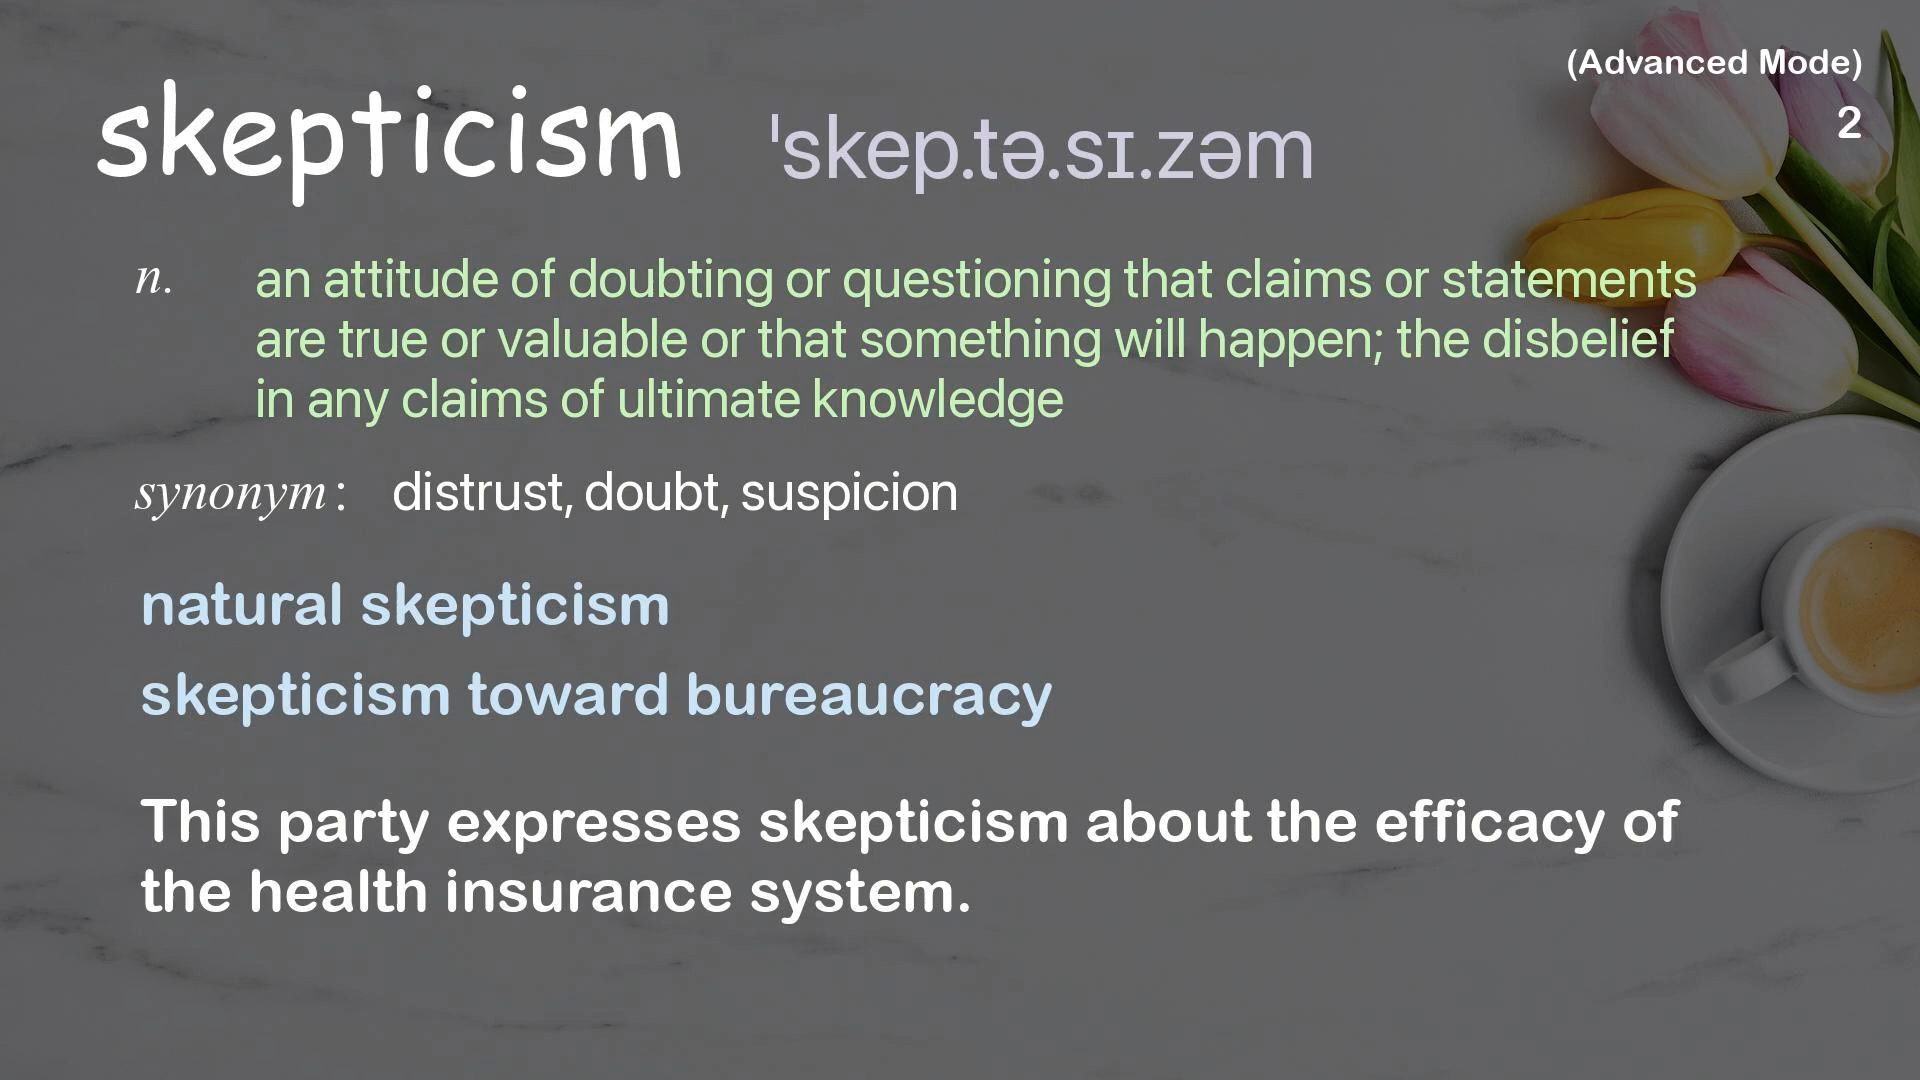 (Advanced Mode)
2
skepticism ˈskep.tə.sɪ.zəm
n. an attitude of doubting or questioning that claims or statements
are true or valuable or that something will happen; the disbelief
in any claims of ultimate knowledge
synonym : distrust, doubt, suspicion
natural skepticism
skepticism toward bureaucracy
This party expresses skepticism about the efficacy of
the health insurance system.